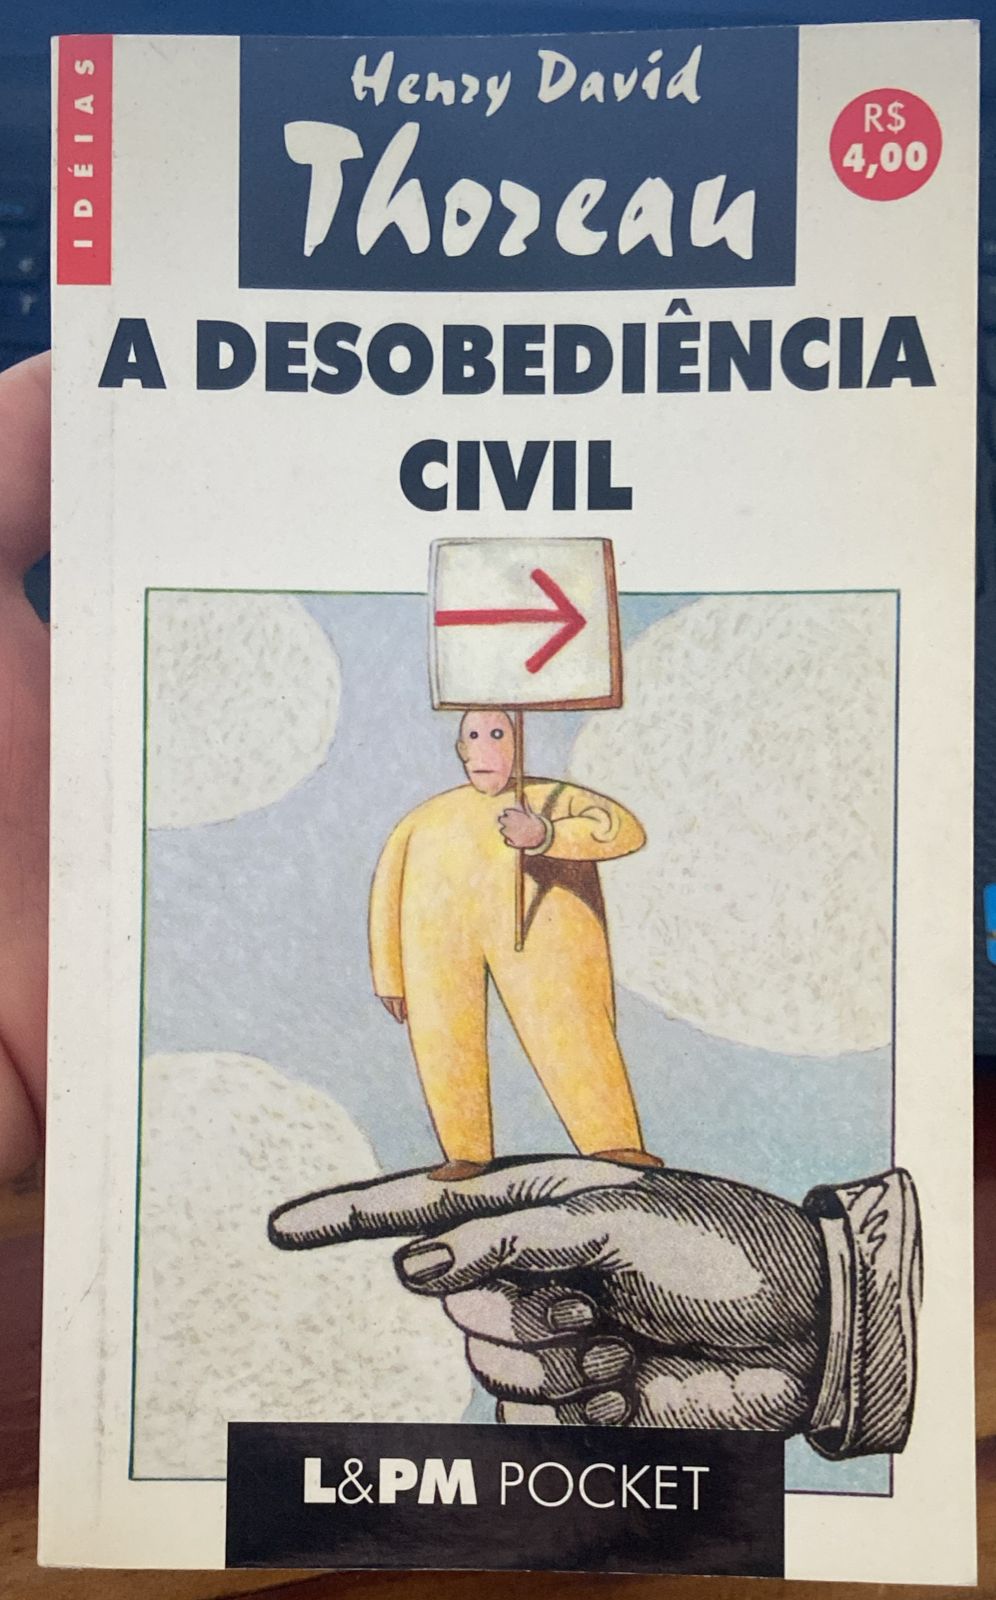 IDÉIAS
Henry David
Thoreau
R$
4,00
A DESOBEDIÊNCIA
CIVIL
L&PM POCKET